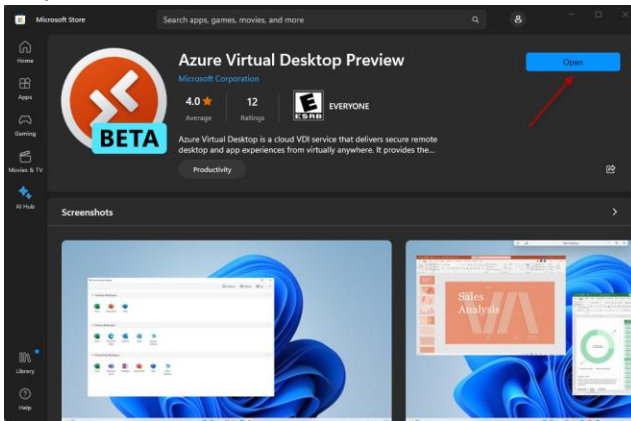 Microsoft Store
Search apps, games, movies, and more
Home
Apps
Gaming
Movies & TV
AI Hub
Library
Help
Azure Virtual Desktop Preview
Microsoft Corporation
4.0
Average
12
Ratings
E
ESRB
EVERYONE
Open
BETA
Azure Virtual Desktop is a cloud VDI service that delivers secure remote
desktop and app experiences from virtually anywhere. It provides the...
Productivity
Screenshots
Sales
Analysis